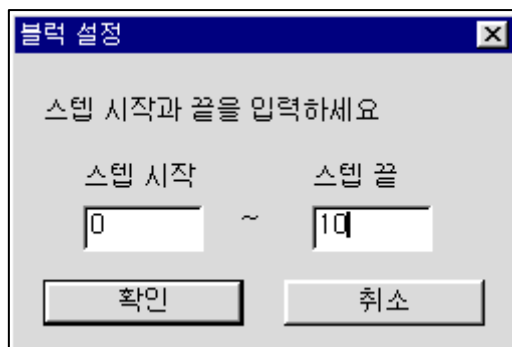 블럭 설정
스텝 시작과 끝을 입력하세요
스텝 시작 스텝 끝
0 ~ 10
확인 취소